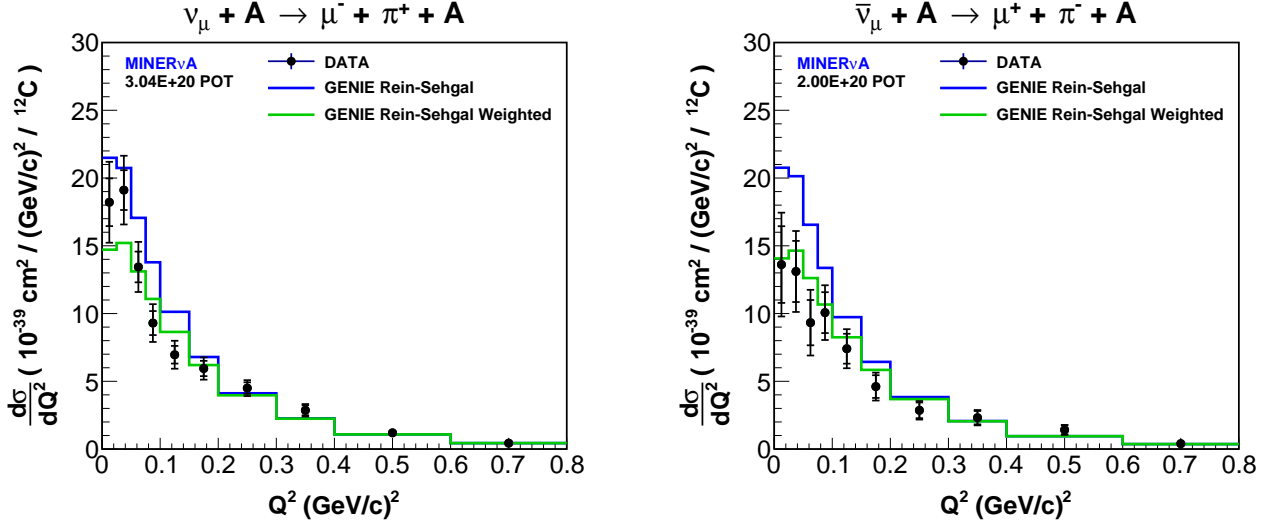 νμ + A → μ⁻ + π⁺ + A
30
25
20
15
10
5
0
MINERνA
3.04E+20 POT
DATA
GENIE Rein-Sehgal
GENIE Rein-Sehgal Weighted
dσ/dQ² ( 10⁻³⁹ cm² / (GeV/c)² / ¹²C )
0 0.1 0.2 0.3 0.4 0.5 0.6 0.7 0.8
Q² (GeV/c)²
ν̄μ + A → μ⁺ + π⁻ + A
30
25
20
15
10
5
0
MINERνA
2.00E+20 POT
DATA
GENIE Rein-Sehgal
GENIE Rein-Sehgal Weighted
dσ/dQ² ( 10⁻³⁹ cm² / (GeV/c)² / ¹²C )
0 0.1 0.2 0.3 0.4 0.5 0.6 0.7 0.8
Q² (GeV/c)²